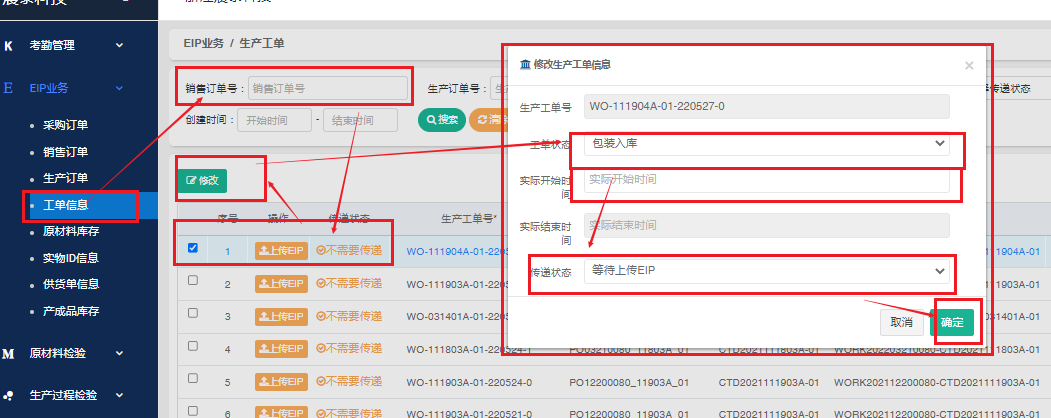 K 考勤管理
E EIP业务
采购订单
销售订单
生产订单
工单信息
原材料库存
实物ID信息
供货单信息
产成品库存
M 原材料检验
生产过程检验
EIP业务 / 生产工单
销售订单号: 销售订单号 生产订单号:
创建时间: 开始时间 - 结束时间 搜索
修改
序号 操作 传递状态 生产工单号*
1 上传EIP 不需要传递 WO-111904A-01-2205
2 上传EIP 不需要传递 WO-111903A-01-2205
3 上传EIP 不需要传递 WO-031401A-01-2205
4 上传EIP 不需要传递 WO-111803A-01-220524-1 PO03210080_11803A_01 CTD2021111803A-01 WORK202203210080-CTD2021111803A-01
5 上传EIP 不需要传递 WO-111903A-01-220524-0 PO12200080_11903A_01 CTD2021111903A-01 WORK202112200080-CTD2021111903A-01
6 上传EIP 不需要传递 WO-111903A-01-220521-0 PO12200080_11903A_01 CTD2021111903A-01 WORK202112200080-CTD2021111903A-01
修改生产工单信息 ×
生产工单号 WO-111904A-01-220527-0
工单状态 包装入库
实际开始时间 实际开始时间
实际结束时间 实际结束时间
传递状态 等待上传EIP
取消 确定
传递状态